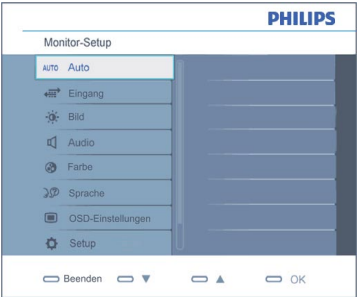 PHILIPS
Monitor-Setup
AUTO Auto
Eingang
Bild
Audio
Farbe
Sprache
OSD-Einstellungen
Setup
Beenden ▼ ▲ OK